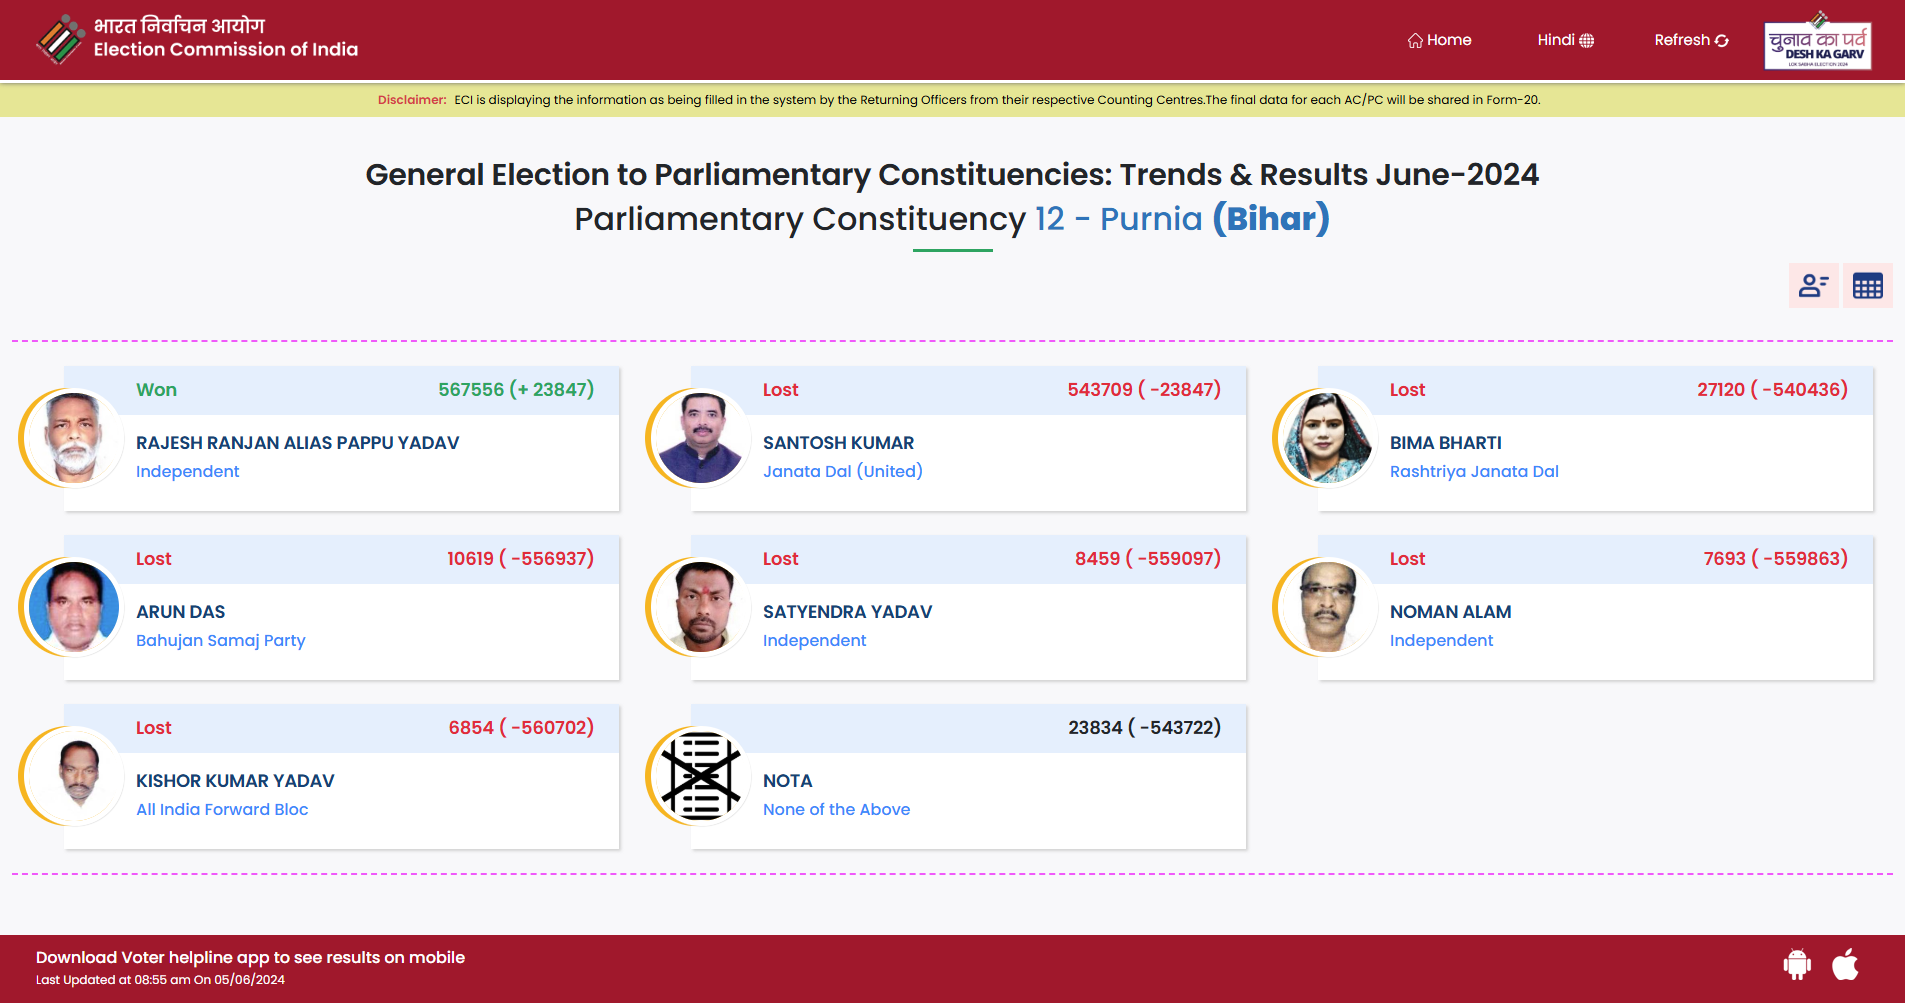 भारत निर्वाचन आयोग
Election Commission of India
Home
Hindi
Refresh
चुनाव का पर्व
DESH KA GARV
LOK SABHA ELECTION 2024
Disclaimer: ECI is displaying the information as being filled in the system by the Returning Officers from their respective Counting Centres.The final data for each AC/PC will be shared in Form-20.
General Election to Parliamentary Constituencies: Trends & Results June-2024
Parliamentary Constituency 12 - Purnia (Bihar)
Won 567556 (+ 23847)
RAJESH RANJAN ALIAS PAPPU YADAV
Independent
Lost 543709 ( -23847)
SANTOSH KUMAR
Janata Dal (United)
Lost 27120 ( -540436)
BIMA BHARTI
Rashtriya Janata Dal
Lost 10619 ( -556937)
ARUN DAS
Bahujan Samaj Party
Lost 8459 ( -559097)
SATYENDRA YADAV
Independent
Lost 7693 ( -559863)
NOMAN ALAM
Independent
Lost 6854 ( -560702)
KISHOR KUMAR YADAV
All India Forward Bloc
23834 ( -543722)
NOTA
None of the Above
Download Voter helpline app to see results on mobile
Last Updated at 08:55 am On 05/06/2024